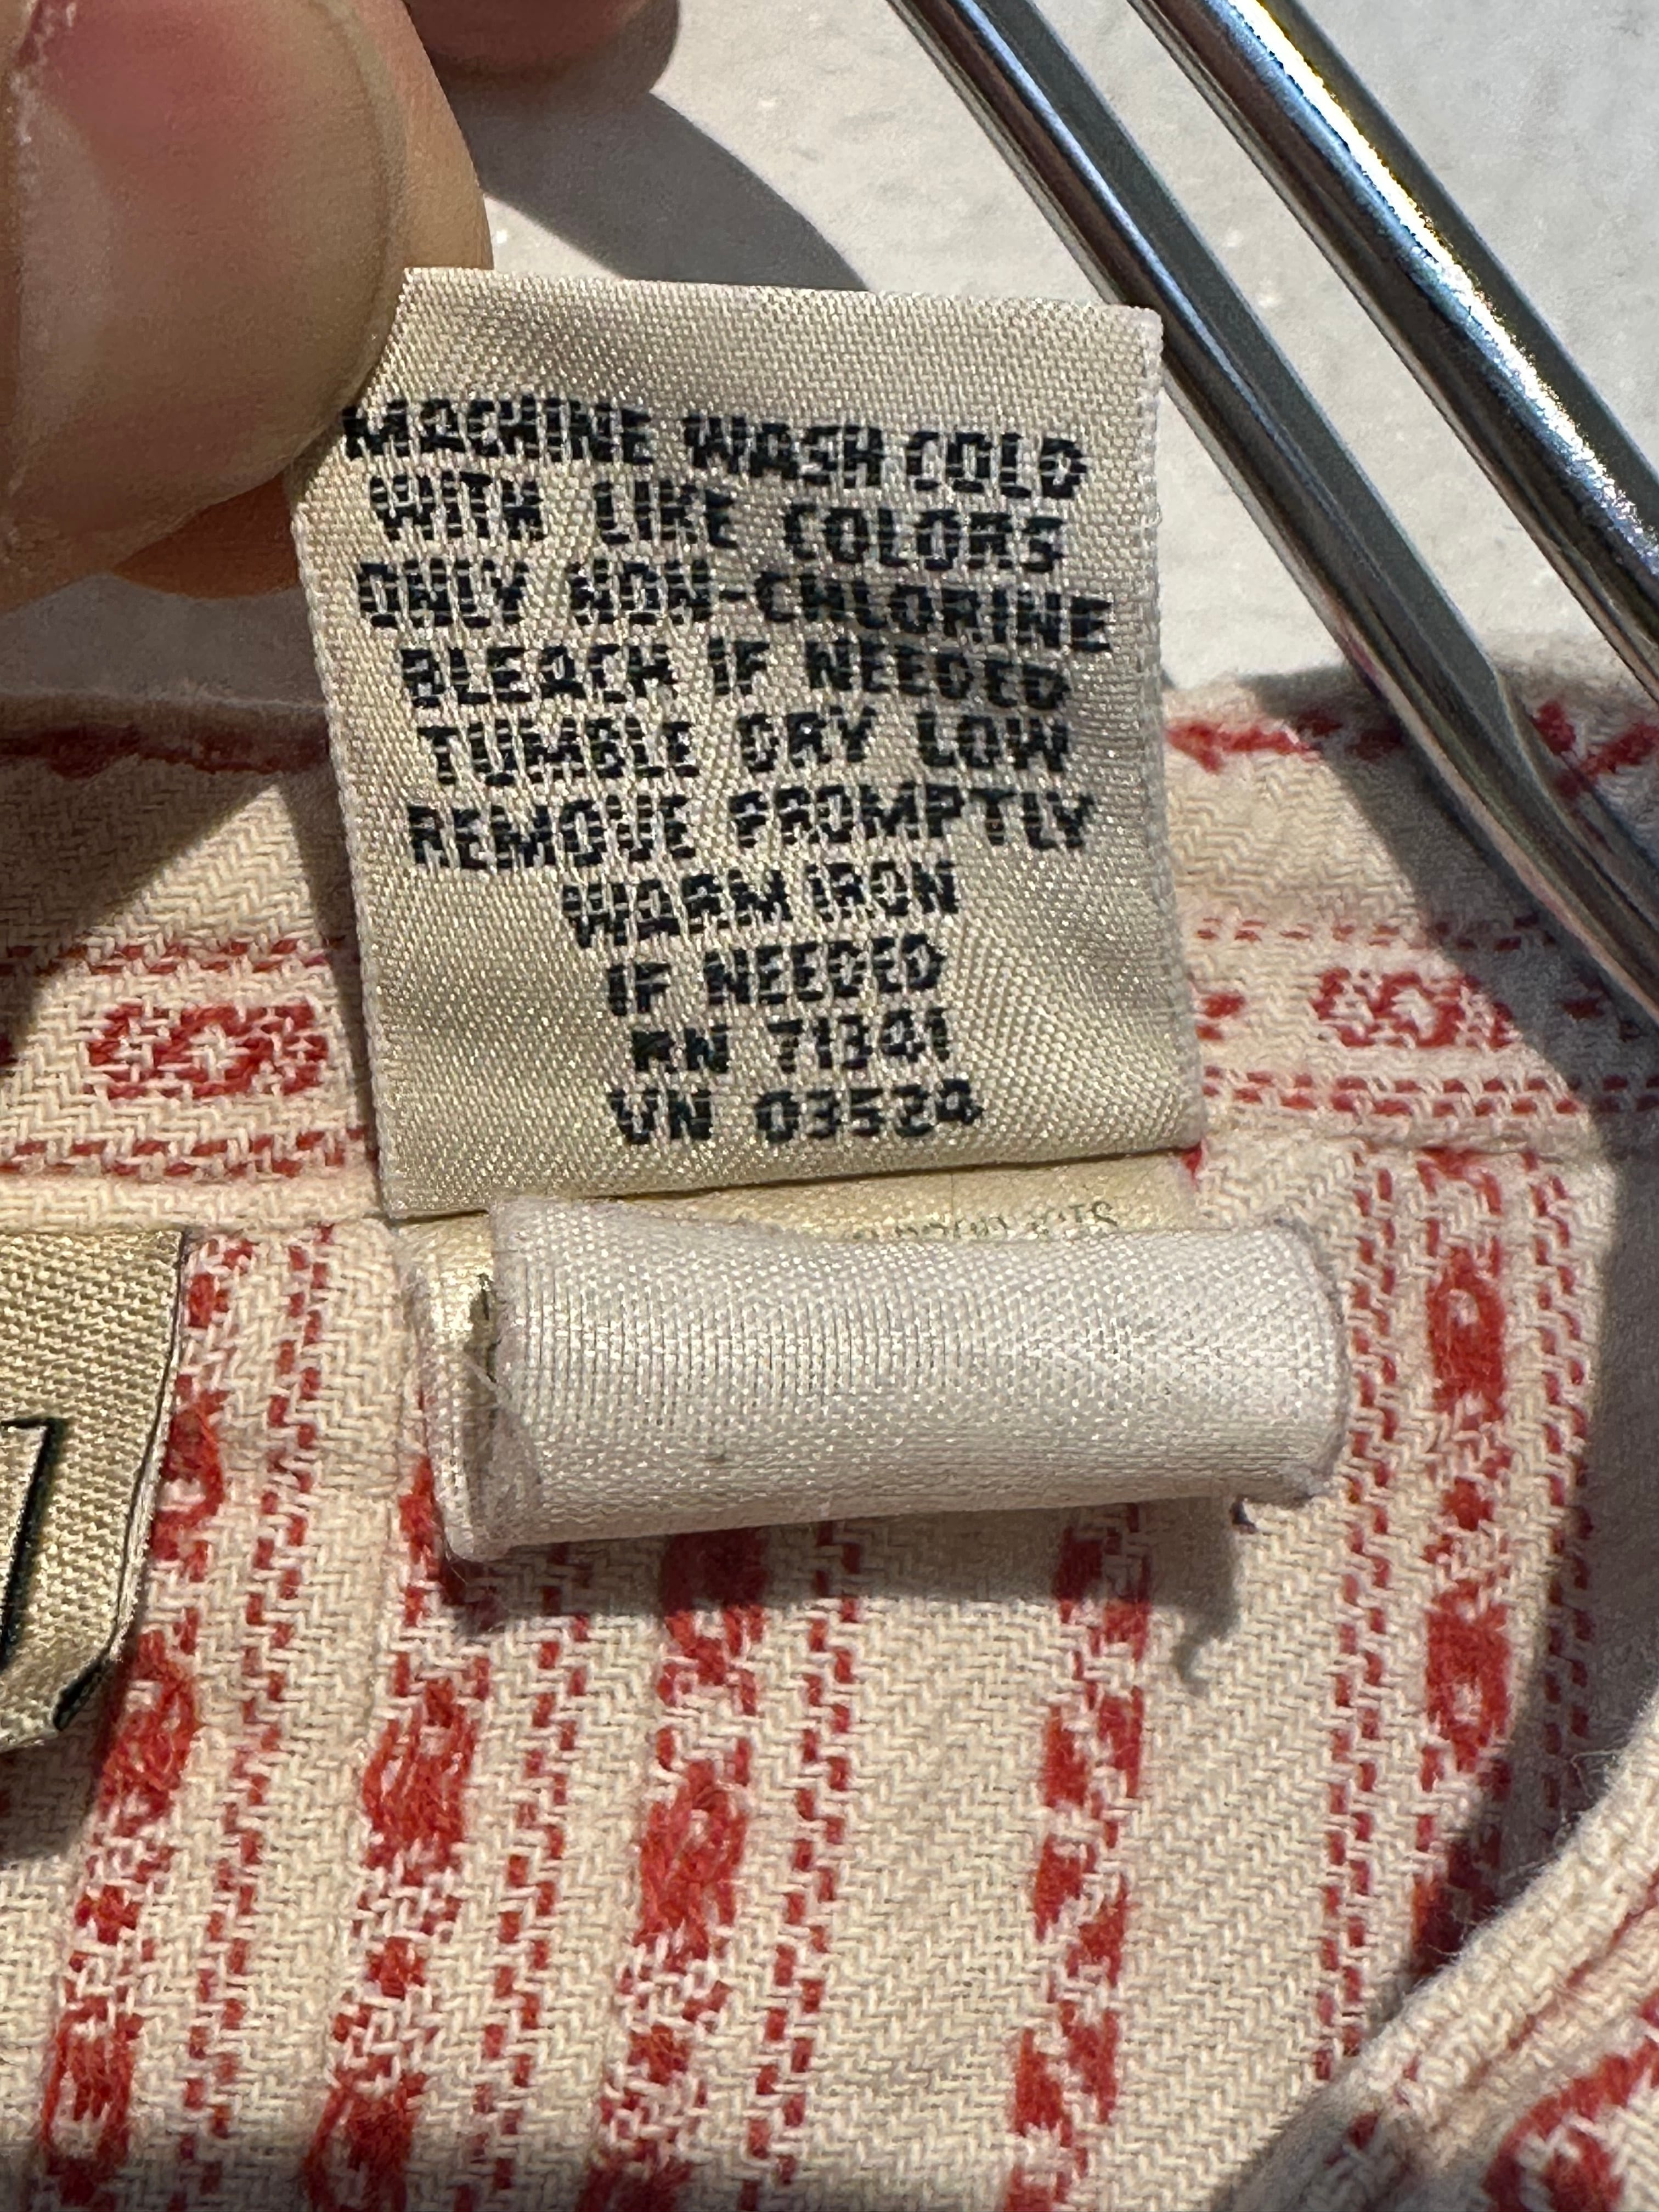 MACHINE WASH COLD
WITH LIKE COLORS
ONLY NON-CHLORINE
BLEACH IF NEEDED
TUMBLE DRY LOW
REMOVE PROMPTLY
WARM IRON
IF NEEDED
RN 71341
VN 03524